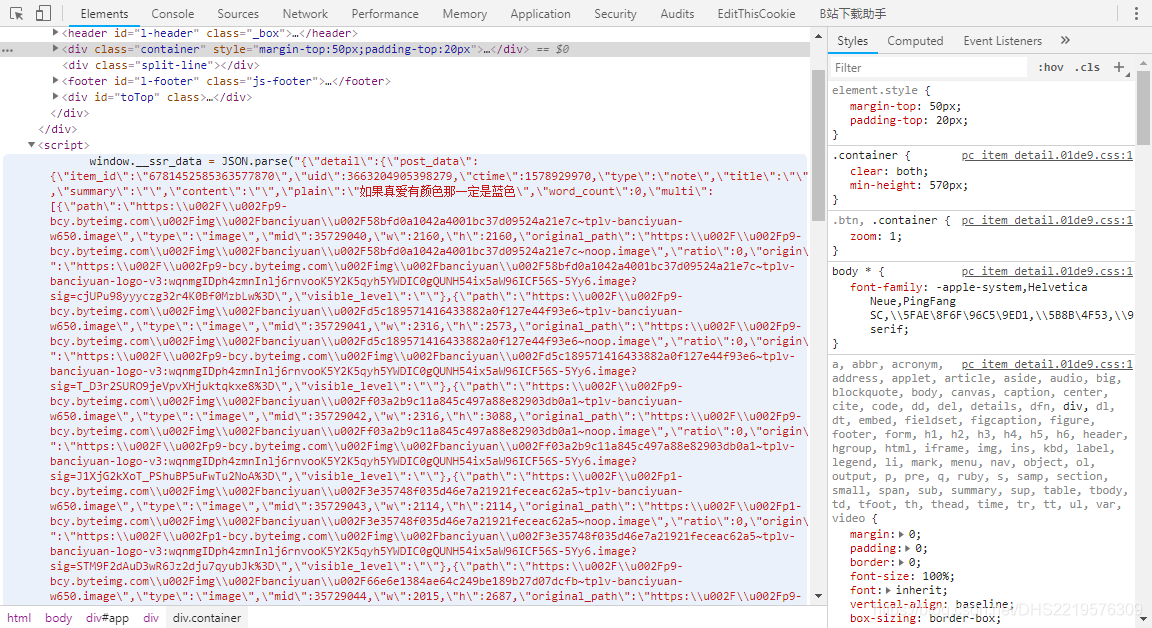 Elements Console Sources Network Performance Memory Application Security Audits EditThisCookie B站下载助手
<header id="l-header" class="_box">…</header>
<div class="container" style="margin-top:50px;padding-top:20px">…</div> == $0
<div class="split-line"></div>
<footer id="l-footer" class="js-footer">…</footer>
<div id="toTop" class>…</div>
</div>
</div>
<script>
window.__ssr_data = JSON.parse("{\"detail\":{\"post_data\":
{\"item_id\":\"6781452585363577870\",\"uid\":3663204905398279,\"ctime\":1578929970,\"type\":\"note\",\"title\":\"\"
,\"summary\":\"\",\"content\":\"\",\"plain\":\"如果真爱有颜色那一定是蓝色\",\"word_count\":0,\"multi\":
[{\"path\":\"https:\\u002F\\u002Fp9-
bcy.byteimg.com\\u002Fimg\\u002Fbanciyuan\\u002F58bfd0a1042a4001bc37d09524a21e7c~tplv-banciyuan-
w650.image\",\"type\":\"image\",\"mid\":35729040,\"w\":2160,\"h\":2160,\"original_path\":\"https:\\u002F\\u002Fp9-
bcy.byteimg.com\\u002Fimg\\u002Fbanciyuan\\u002F58bfd0a1042a4001bc37d09524a21e7c~noop.image\",\"ratio\":0,\"origin\
":\"https:\\u002F\\u002Fp9-bcy.byteimg.com\\u002Fimg\\u002Fbanciyuan\\u002F58bfd0a1042a4001bc37d09524a21e7c~tplv-
banciyuan-logo-v3:wqnmgIDph4zmnInlj6rnvooK5Y2K5qyh5YWDIC0gQUNH54ix5aW96ICF56S-5Yy6.image?
sig=cjUPu98yyyczg32r4K0Bf0MzbLw%3D\",\"visible_level\":\"\"},{\"path\":\"https:\\u002F\\u002Fp9-
bcy.byteimg.com\\u002Fimg\\u002Fbanciyuan\\u002Fd5c189571416433882a0f127e44f93e6~tplv-banciyuan-
w650.image\",\"type\":\"image\",\"mid\":35729041,\"w\":2316,\"h\":2573,\"original_path\":\"https:\\u002F\\u002Fp9-
bcy.byteimg.com\\u002Fimg\\u002Fbanciyuan\\u002Fd5c189571416433882a0f127e44f93e6~noop.image\",\"ratio\":0,\"origin\
":\"https:\\u002F\\u002Fp9-bcy.byteimg.com\\u002Fimg\\u002Fbanciyuan\\u002Fd5c189571416433882a0f127e44f93e6~tplv-
banciyuan-logo-v3:wqnmgIDph4zmnInlj6rnvooK5Y2K5qyh5YWDIC0gQUNH54ix5aW96ICF56S-5Yy6.image?
sig=T_D3r2SURO9jeVpvXHjuktqkxe8%3D\",\"visible_level\":\"\"},{\"path\":\"https:\\u002F\\u002Fp9-
bcy.byteimg.com\\u002Fimg\\u002Fbanciyuan\\u002Ff03a2b9c11a845c497a88e82903db0a1~tplv-banciyuan-
w650.image\",\"type\":\"image\",\"mid\":35729042,\"w\":2316,\"h\":3088,\"original_path\":\"https:\\u002F\\u002Fp9-
bcy.byteimg.com\\u002Fimg\\u002Fbanciyuan\\u002Ff03a2b9c11a845c497a88e82903db0a1~noop.image\",\"ratio\":0,\"origin\
":\"https:\\u002F\\u002Fp9-bcy.byteimg.com\\u002Fimg\\u002Fbanciyuan\\u002Ff03a2b9c11a845c497a88e82903db0a1~tplv-
banciyuan-logo-v3:wqnmgIDph4zmnInlj6rnvooK5Y2K5qyh5YWDIC0gQUNH54ix5aW96ICF56S-5Yy6.image?
sig=J1XjG2kXoT_PShuBP5uFwTu2NoA%3D\",\"visible_level\":\"\"},{\"path\":\"https:\\u002F\\u002Fp1-
bcy.byteimg.com\\u002Fimg\\u002Fbanciyuan\\u002F3e35748f035d46e7a21921feceac62a5~tplv-banciyuan-
w650.image\",\"type\":\"image\",\"mid\":35729043,\"w\":2114,\"h\":2114,\"original_path\":\"https:\\u002F\\u002Fp1-
bcy.byteimg.com\\u002Fimg\\u002Fbanciyuan\\u002F3e35748f035d46e7a21921feceac62a5~noop.image\",\"ratio\":0,\"origin\
":\"https:\\u002F\\u002Fp1-bcy.byteimg.com\\u002Fimg\\u002Fbanciyuan\\u002F3e35748f035d46e7a21921feceac62a5~tplv-
banciyuan-logo-v3:wqnmgIDph4zmnInlj6rnvooK5Y2K5qyh5YWDIC0gQUNH54ix5aW96ICF56S-5Yy6.image?
sig=STM9F2dAuD3wR6Jz2dju7qyubJk%3D\",\"visible_level\":\"\"},{\"path\":\"https:\\u002F\\u002Fp9-
bcy.byteimg.com\\u002Fimg\\u002Fbanciyuan\\u002F66e6e1384ae64c249be189b27d07dcfb~tplv-banciyuan-
w650.image\",\"type\":\"image\",\"mid\":35729044,\"w\":2015,\"h\":2687,\"original_path\":\"https:\\u002F\\u002Fp9-
html body div#app div div.container
Styles Computed Event Listeners »
Filter :hov .cls +
element.style {
margin-top: 50px;
padding-top: 20px;
}
.container { pc_item_detail.01de9.css:1
clear: both;
min-height: 570px;
}
.btn, .container { pc_item_detail.01de9.css:1
zoom: 1;
}
body * { pc_item_detail.01de9.css:1
font-family: -apple-system,Helvetica
Neue,PingFang
SC,\\5FAE\8F6F\96C5\9ED1,\\5B8B\4F53,\\9
serif;
}
a, abbr, acronym, pc_item_detail.01de9.css:1
address, applet, article, aside, audio, big,
blockquote, body, canvas, caption, center,
cite, code, dd, del, details, dfn, div, dl,
dt, embed, fieldset, figcaption, figure,
footer, form, h1, h2, h3, h4, h5, h6, header,
hgroup, html, iframe, img, ins, kbd, label,
legend, li, mark, menu, nav, object, ol,
output, p, pre, q, ruby, s, samp, section,
small, span, sub, summary, sup, table, tbody,
td, tfoot, th, thead, time, tr, tt, ul, var,
video {
margin: 0;
padding: 0;
border: 0;
font-size: 100%;
font: inherit;
vertical-align: baseline;
box-sizing: border-box;